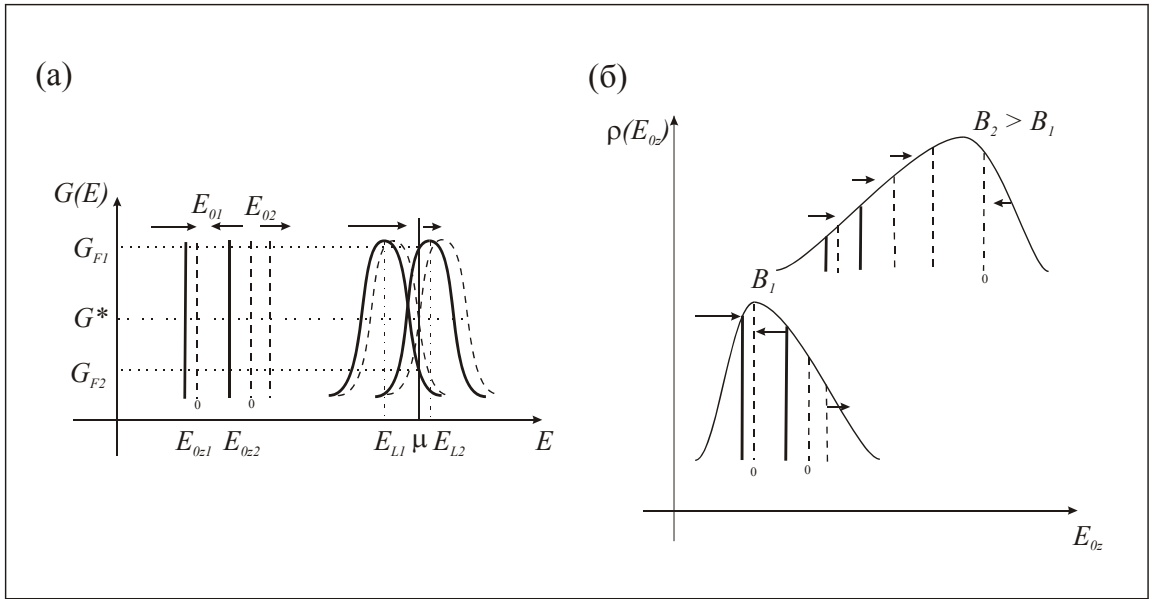 (а)
G(E)
E01 E02
GF1
G*
GF2
0 0
E0z1 E0z2 EL1 μ EL2 E
(б)
ρ(E0z)
B2 > B1
0
B1
0 0
E0z